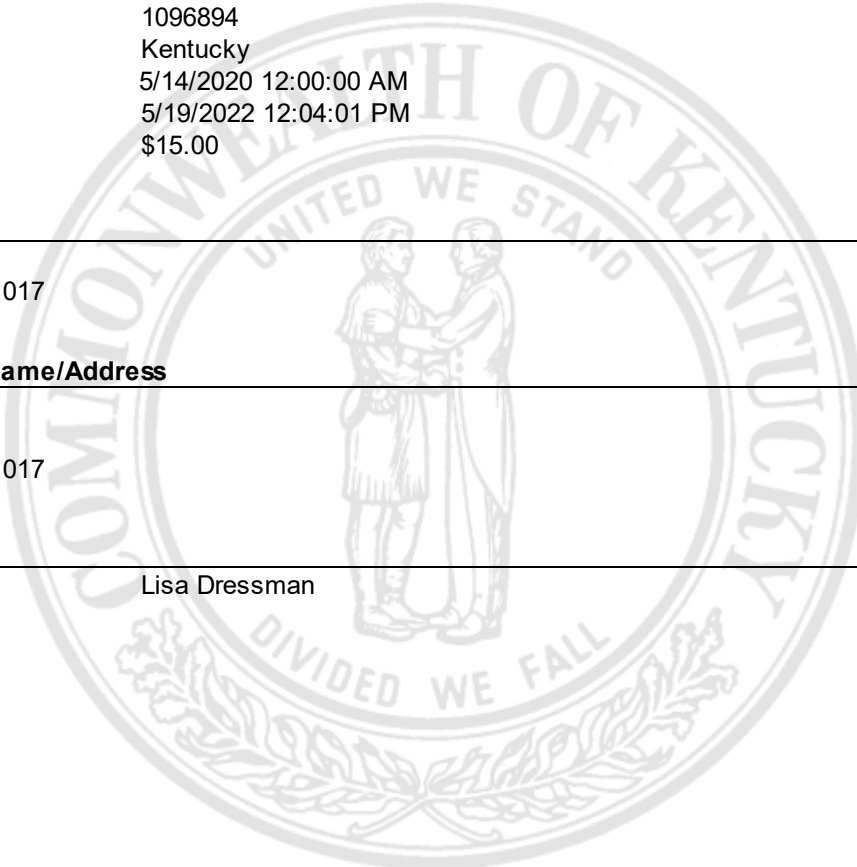 1096894
Kentucky
5/14/2020 12:00:00 AM
5/19/2022 12:04:01 PM
$15.00
COMMONWEALTH OF KENTUCKY
UNITED WE STAND
017
ame/Address
017
Lisa Dressman
DIVIDED WE FALL